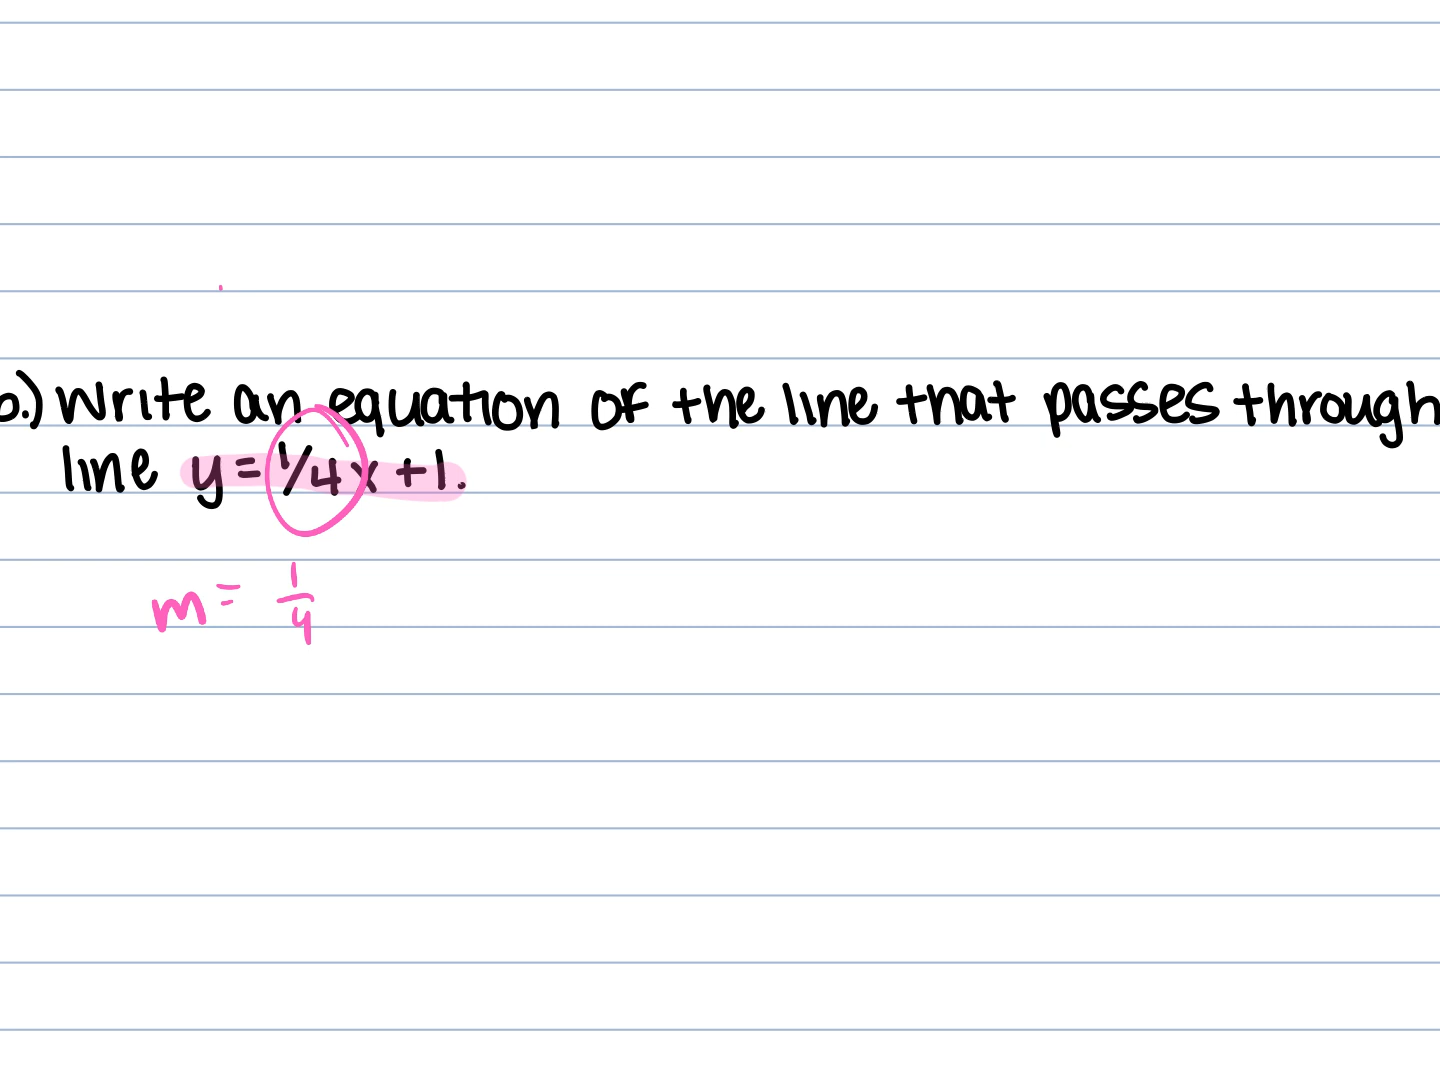 b.) Write an equation of the line that passes through
line y = 1/4x + 1.
m = 1/4